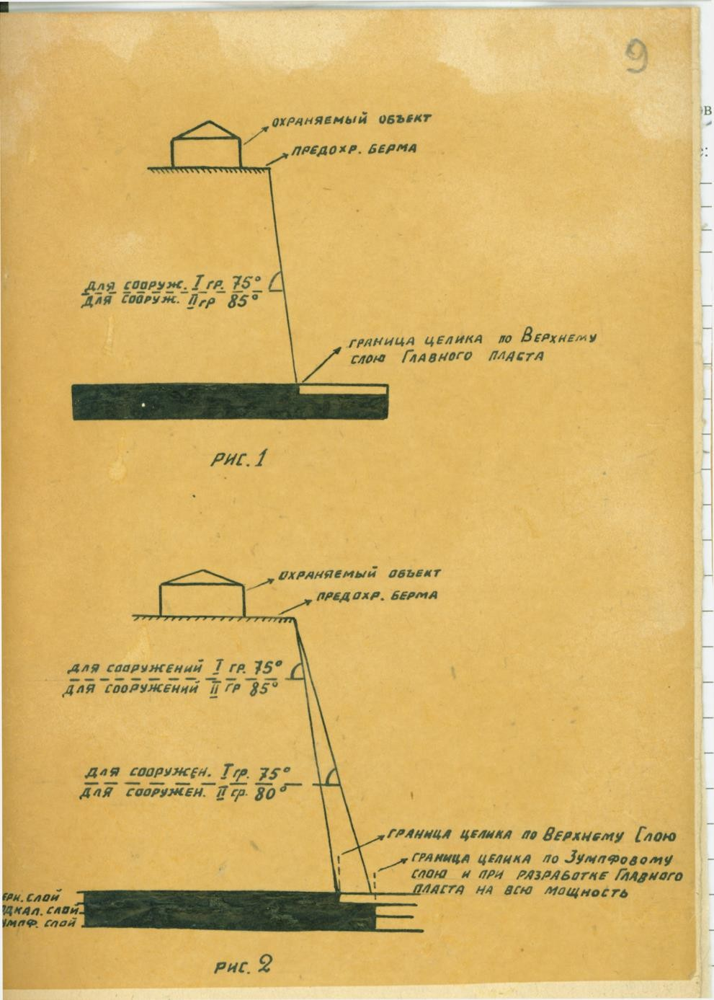 9
ОХРАНЯЕМЫЙ ОБЪЕКТ
ПРЕДОХР. БЕРМА
ДЛЯ СООРУЖ. I ГР. 75°
ДЛЯ СООРУЖ. II ГР 85°
ГРАНИЦА ЦЕЛИКА ПО ВЕРХНЕМУ
СЛОЮ ГЛАВНОГО ПЛАСТА
РИС. 1
ОХРАНЯЕМЫЙ ОБЪЕКТ
ПРЕДОХР. БЕРМА
ДЛЯ СООРУЖЕНИЙ I ГР. 75°
ДЛЯ СООРУЖЕНИЙ II ГР 85°
ДЛЯ СООРУЖЕН. I гр. 75°
ДЛЯ СООРУЖЕН. II гр. 80°
ГРАНИЦА ЦЕЛИКА ПО ВЕРХНЕМУ СЛОЮ
ГРАНИЦА ЦЕЛИКА ПО ЗУМПФОВОМУ
СЛОЮ И ПРИ РАЗРАБОТКЕ ГЛАВНОГО
ПЛАСТА НА ВСЮ МОЩНОСТЬ
ЕРН. СЛОЙ
ДКАЛ. СЛОЙ
УМПФ. СЛОЙ
РИС. 2